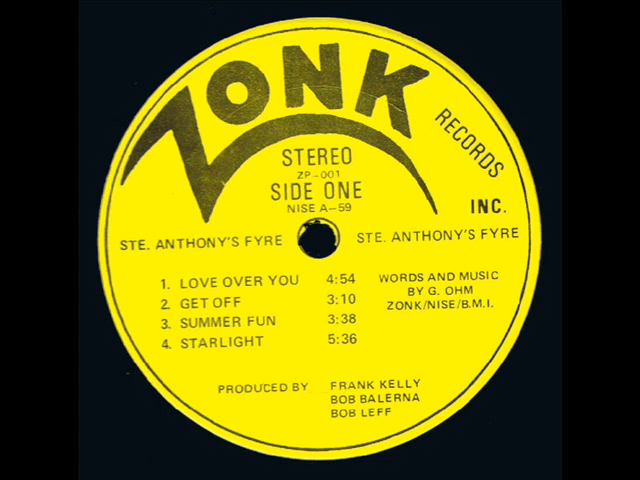 ZONK
RECORDS
INC.
STEREO
ZP-001
SIDE ONE
NISE A-59
STE. ANTHONY'S FYRE
STE. ANTHONY'S FYRE
1. LOVE OVER YOU 4:54
2. GET OFF 3:10
3. SUMMER FUN 3:38
4. STARLIGHT 5:36
WORDS AND MUSIC
BY G. OHM
ZONK/NISE/B.M.I.
PRODUCED BY FRANK KELLY
BOB BALERNA
BOB LEFF